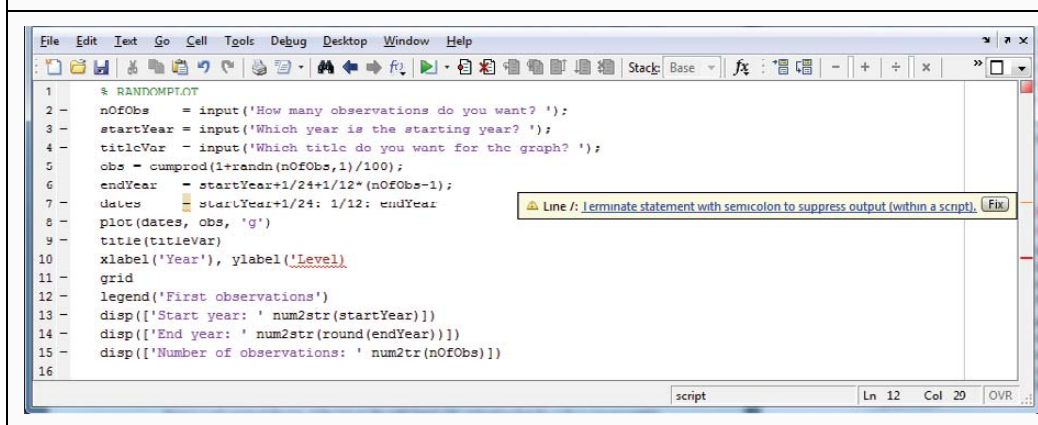 File Edit Text Go Cell Tools Debug Desktop Window Help
Stack: Base
1 % RANDOMPLOT
2 – nOfObs = input('How many observations do you want? ');
3 – startYear = input('Which year is the starting year? ');
4 – titleVar = input('Which title do you want for the graph? ');
5 obs = cumprod(1+randn(nOfObs,1)/100);
6 endYear = startYear+1/24+1/12*(nOfObs-1);
7 – dates = startYear+1/24: 1/12: endYear
Line 7: Terminate statement with semicolon to suppress output (within a script). Fix
8 – plot(dates, obs, 'g')
9 – title(titleVar)
10 xlabel('Year'), ylabel('Level)
11 – grid
12 – legend('First observations')
13 – disp(['Start year: ' num2str(startYear)])
14 – disp(['End year: ' num2str(round(endYear))])
15 – disp(['Number of observations: ' num2tr(nOfObs)])
16
script Ln 12 Col 29 OVR